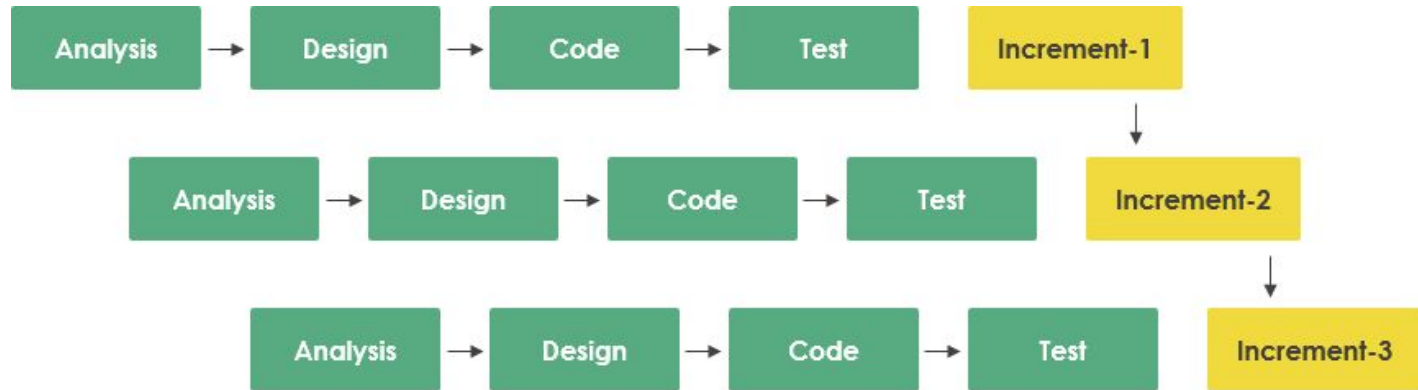 Analysis Design Code Test Increment-1
Analysis Design Code Test Increment-2
Analysis Design Code Test Increment-3